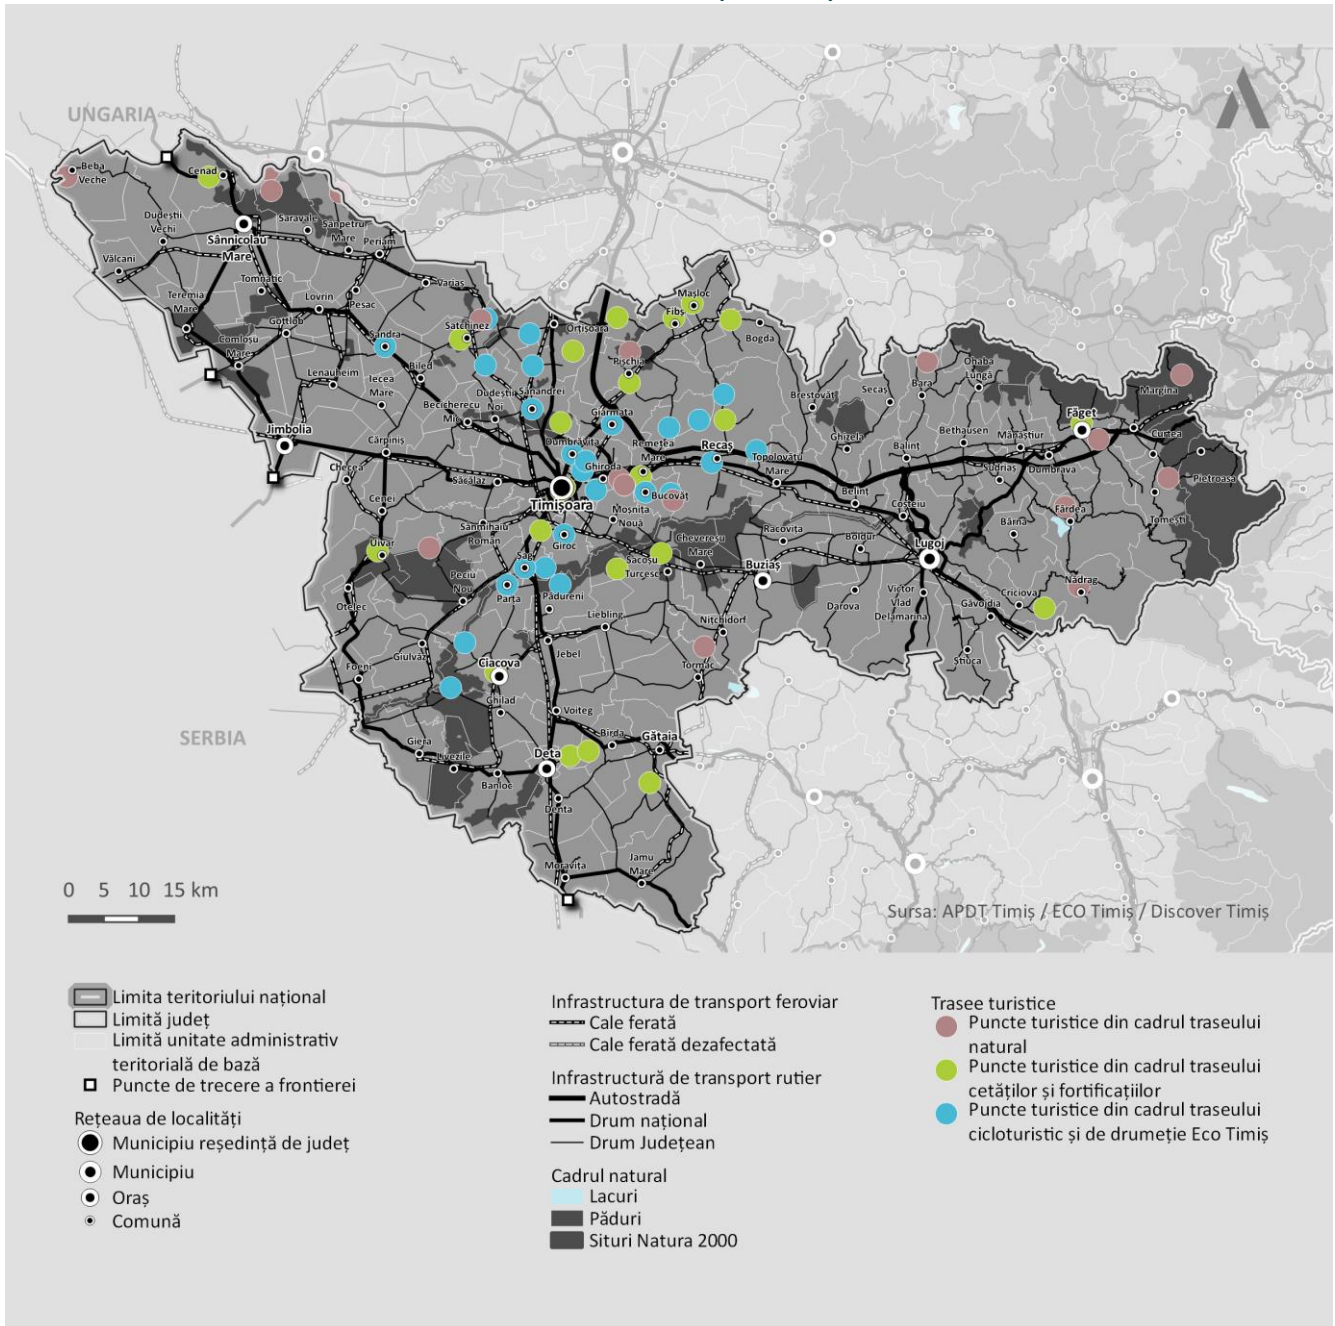 UNGARIA
Beba
Veche
Cenad
Dudeștii
Vechi
Saravale
Sânpetru
Mare
Sânnicolau
Mare
Periam
Vălcani
Tomnatic
Variaș
Teremia
Mare
Lovrin
Pesac
Gottlob
Satchinez
Orțișoara
Fibiș
Mașloc
Bogda
Comloșu
Mare
Sandra
Pișchia
Lenauheim
Iecea
Mare
Biled
Dudeștii
Noi
Sânandrei
Becicherecu
Mic
Giarmata
Brestovăț
Secaș
Bara
Ohaba
Lungă
Margina
Jimbolia
Făget
Curtea
Cărpiniș
Dumbrăvița
Remetea
Mare
Recaș
Topolovătu
Mare
Ghizela
Balinț
Bethausen
Mănăștiur
Dumbrava
Checea
Săcălaz
Ghiroda
Sudriaș
Pietroasa
Cenei
Timișoara
Bucovăț
Moșnița
Nouă
Belinț
Coșteiu
Bârna
Fârdea
Tomești
Sânmihaiu
Român
Giroc
Racovița
Chevereșu
Mare
Boldur
Lugoj
Uivar
Șag
Sacoșu
Turcesc
Buziaș
Peciu
Nou
Parța
Pădureni
Nădrag
Otelec
Liebling
Darova
Victor
Vlad
Delamarina
Criciova
Găvojdia
Nițchidorf
Giulvăz
Jebel
Știuca
Foeni
Ciacova
Tormac
Ghilad
Voiteg
SERBIA
Giera
Birda
Gătaia
Livezile
Deta
Banloc
Denta
Moravița
Jamu
Mare
0 5 10 15 km
Sursa: APDT Timiș / ECO Timiș / Discover Timiș
Limita teritoriului național
Limită județ
Limită unitate administrativ
teritorială de bază
Puncte de trecere a frontierei
Rețeaua de localități
Municipiu reședință de județ
Municipiu
Oraș
Comună
Infrastructura de transport feroviar
Cale ferată
Cale ferată dezafectată
Infrastructură de transport rutier
Autostradă
Drum național
Drum Județean
Cadrul natural
Lacuri
Păduri
Situri Natura 2000
Trasee turistice
Puncte turistice din cadrul traseului
natural
Puncte turistice din cadrul traseului
cetăților și fortificațiilor
Puncte turistice din cadrul traseului
cicloturistic și de drumeție Eco Timiș